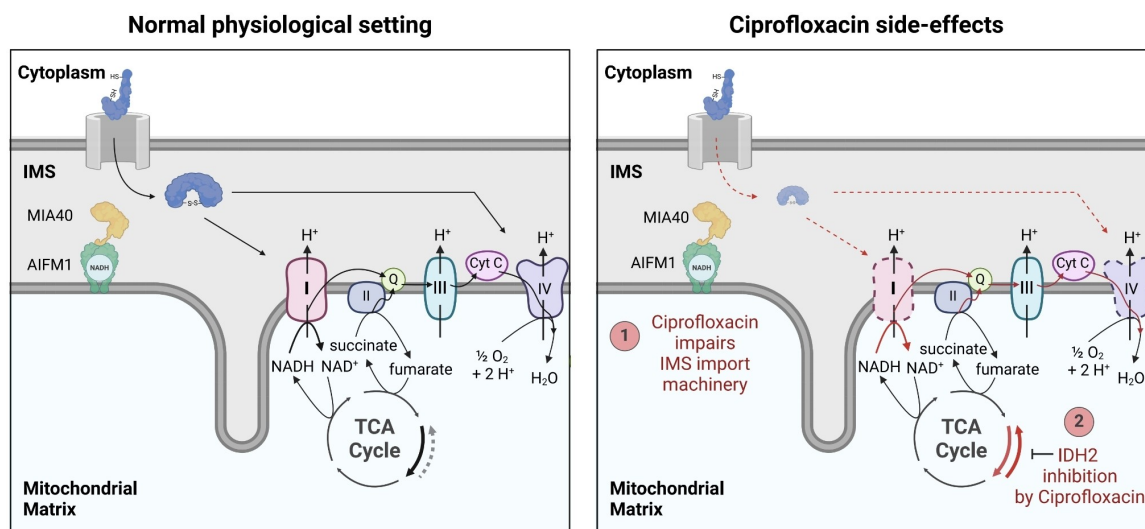 Normal physiological setting
Cytoplasm
HS
SH
IMS
S-S
MIA40
AIFM1
NADH
H⁺
H⁺
H⁺
Cyt C
Q
I
II
III
IV
succinate
NADH
NAD⁺
fumarate
½ O₂
+ 2 H⁺
H₂O
TCA
Cycle
Mitochondrial
Matrix
Ciprofloxacin side-effects
Cytoplasm
HS
SH
IMS
MIA40
AIFM1
NADH
H⁺
H⁺
H⁺
Cyt C
Q
I
II
III
IV
1
Ciprofloxacin
impairs
IMS import
machinery
succinate
NADH
NAD⁺
fumarate
½ O₂
+ 2 H⁺
H₂O
TCA
Cycle
2
IDH2
inhibition
by Ciprofloxacin
Mitochondrial
Matrix